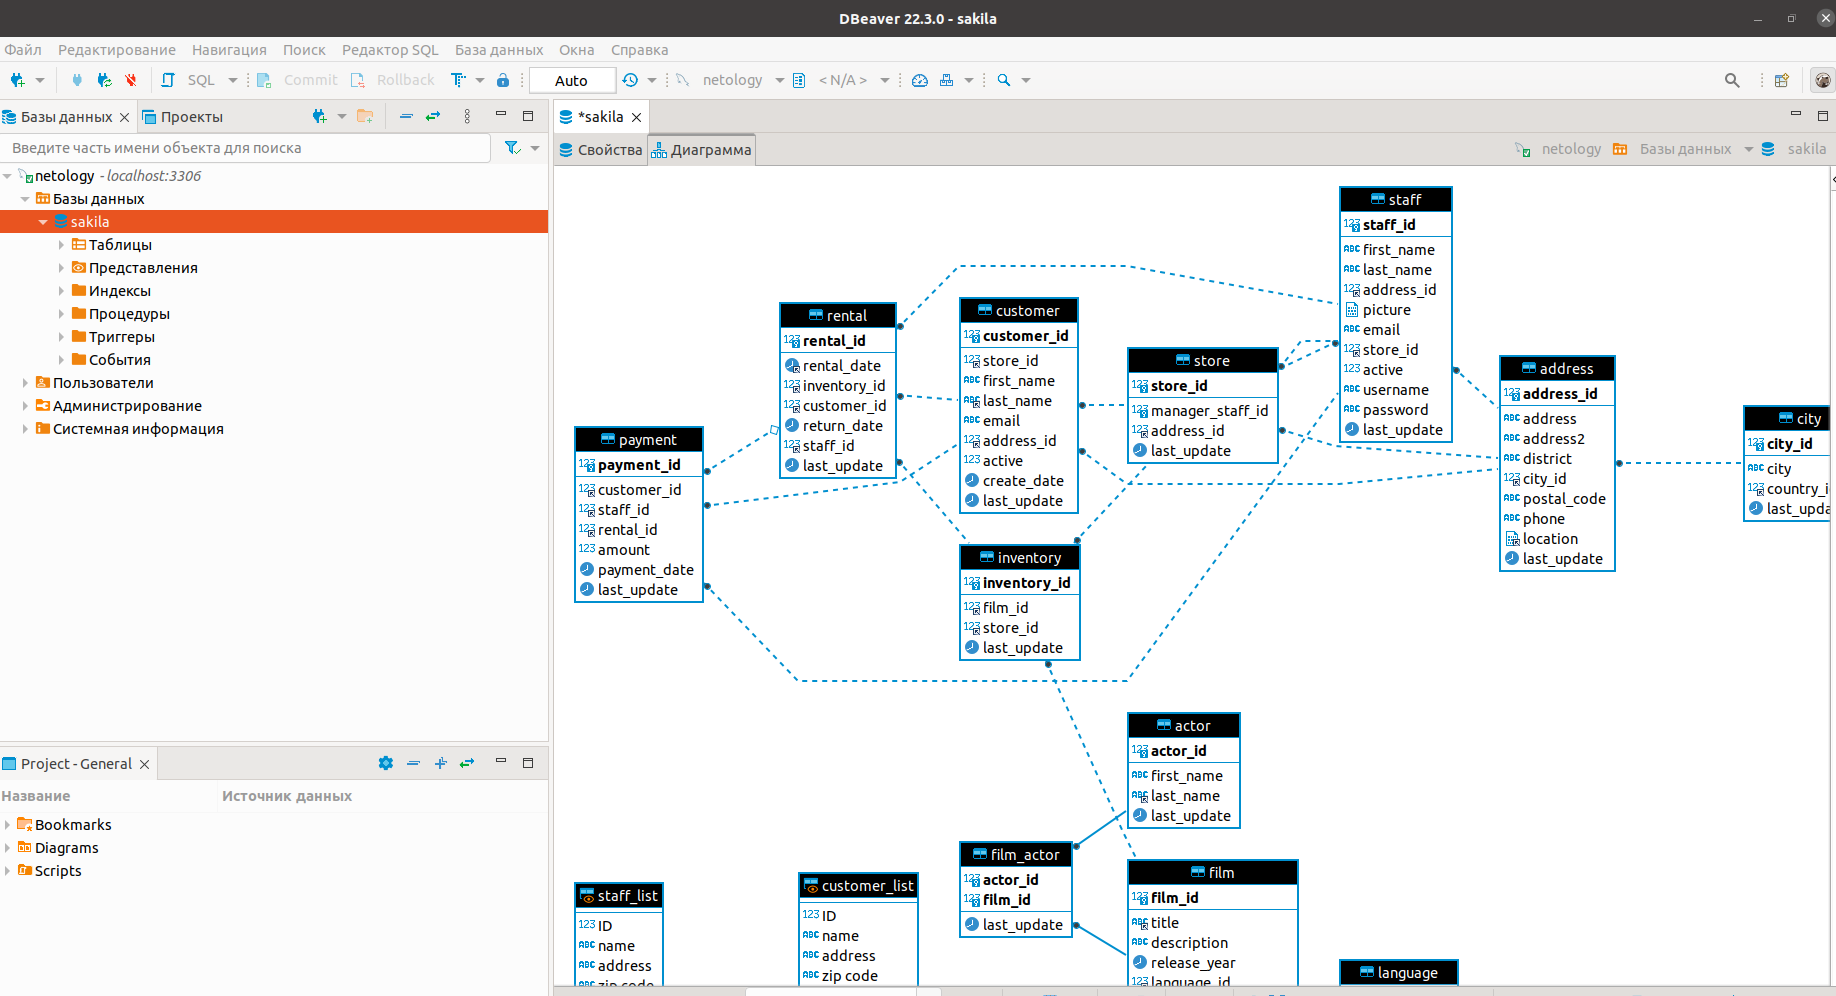 DBeaver 22.3.0 - sakila
Файл Редактирование Навигация Поиск Редактор SQL База данных Окна Справка
SQL Commit Rollback Auto netology < N/A >
Базы данных Проекты
Введите часть имени объекта для поиска
netology - localhost:3306
Базы данных
sakila
Таблицы
Представления
Индексы
Процедуры
Триггеры
События
Пользователи
Администрирование
Системная информация
Project - General
Название Источник данных
Bookmarks
Diagrams
Scripts
*sakila
Свойства Диаграмма netology Базы данных sakila
staff
staff_id
first_name
last_name
address_id
picture
email
store_id
active
username
password
last_update
rental
rental_id
rental_date
inventory_id
customer_id
return_date
staff_id
last_update
customer
customer_id
store_id
first_name
last_name
email
address_id
active
create_date
last_update
store
store_id
manager_staff_id
address_id
last_update
address
address_id
address
address2
district
city_id
postal_code
phone
location
last_update
city
city_id
city
country_i
last_upda
payment
payment_id
customer_id
staff_id
rental_id
amount
payment_date
last_update
inventory
inventory_id
film_id
store_id
last_update
actor
actor_id
first_name
last_name
last_update
film_actor
actor_id
film_id
last_update
film
film_id
title
description
release_year
language_id
staff_list
ID
name
address
zip code
customer_list
ID
name
address
zip code
language